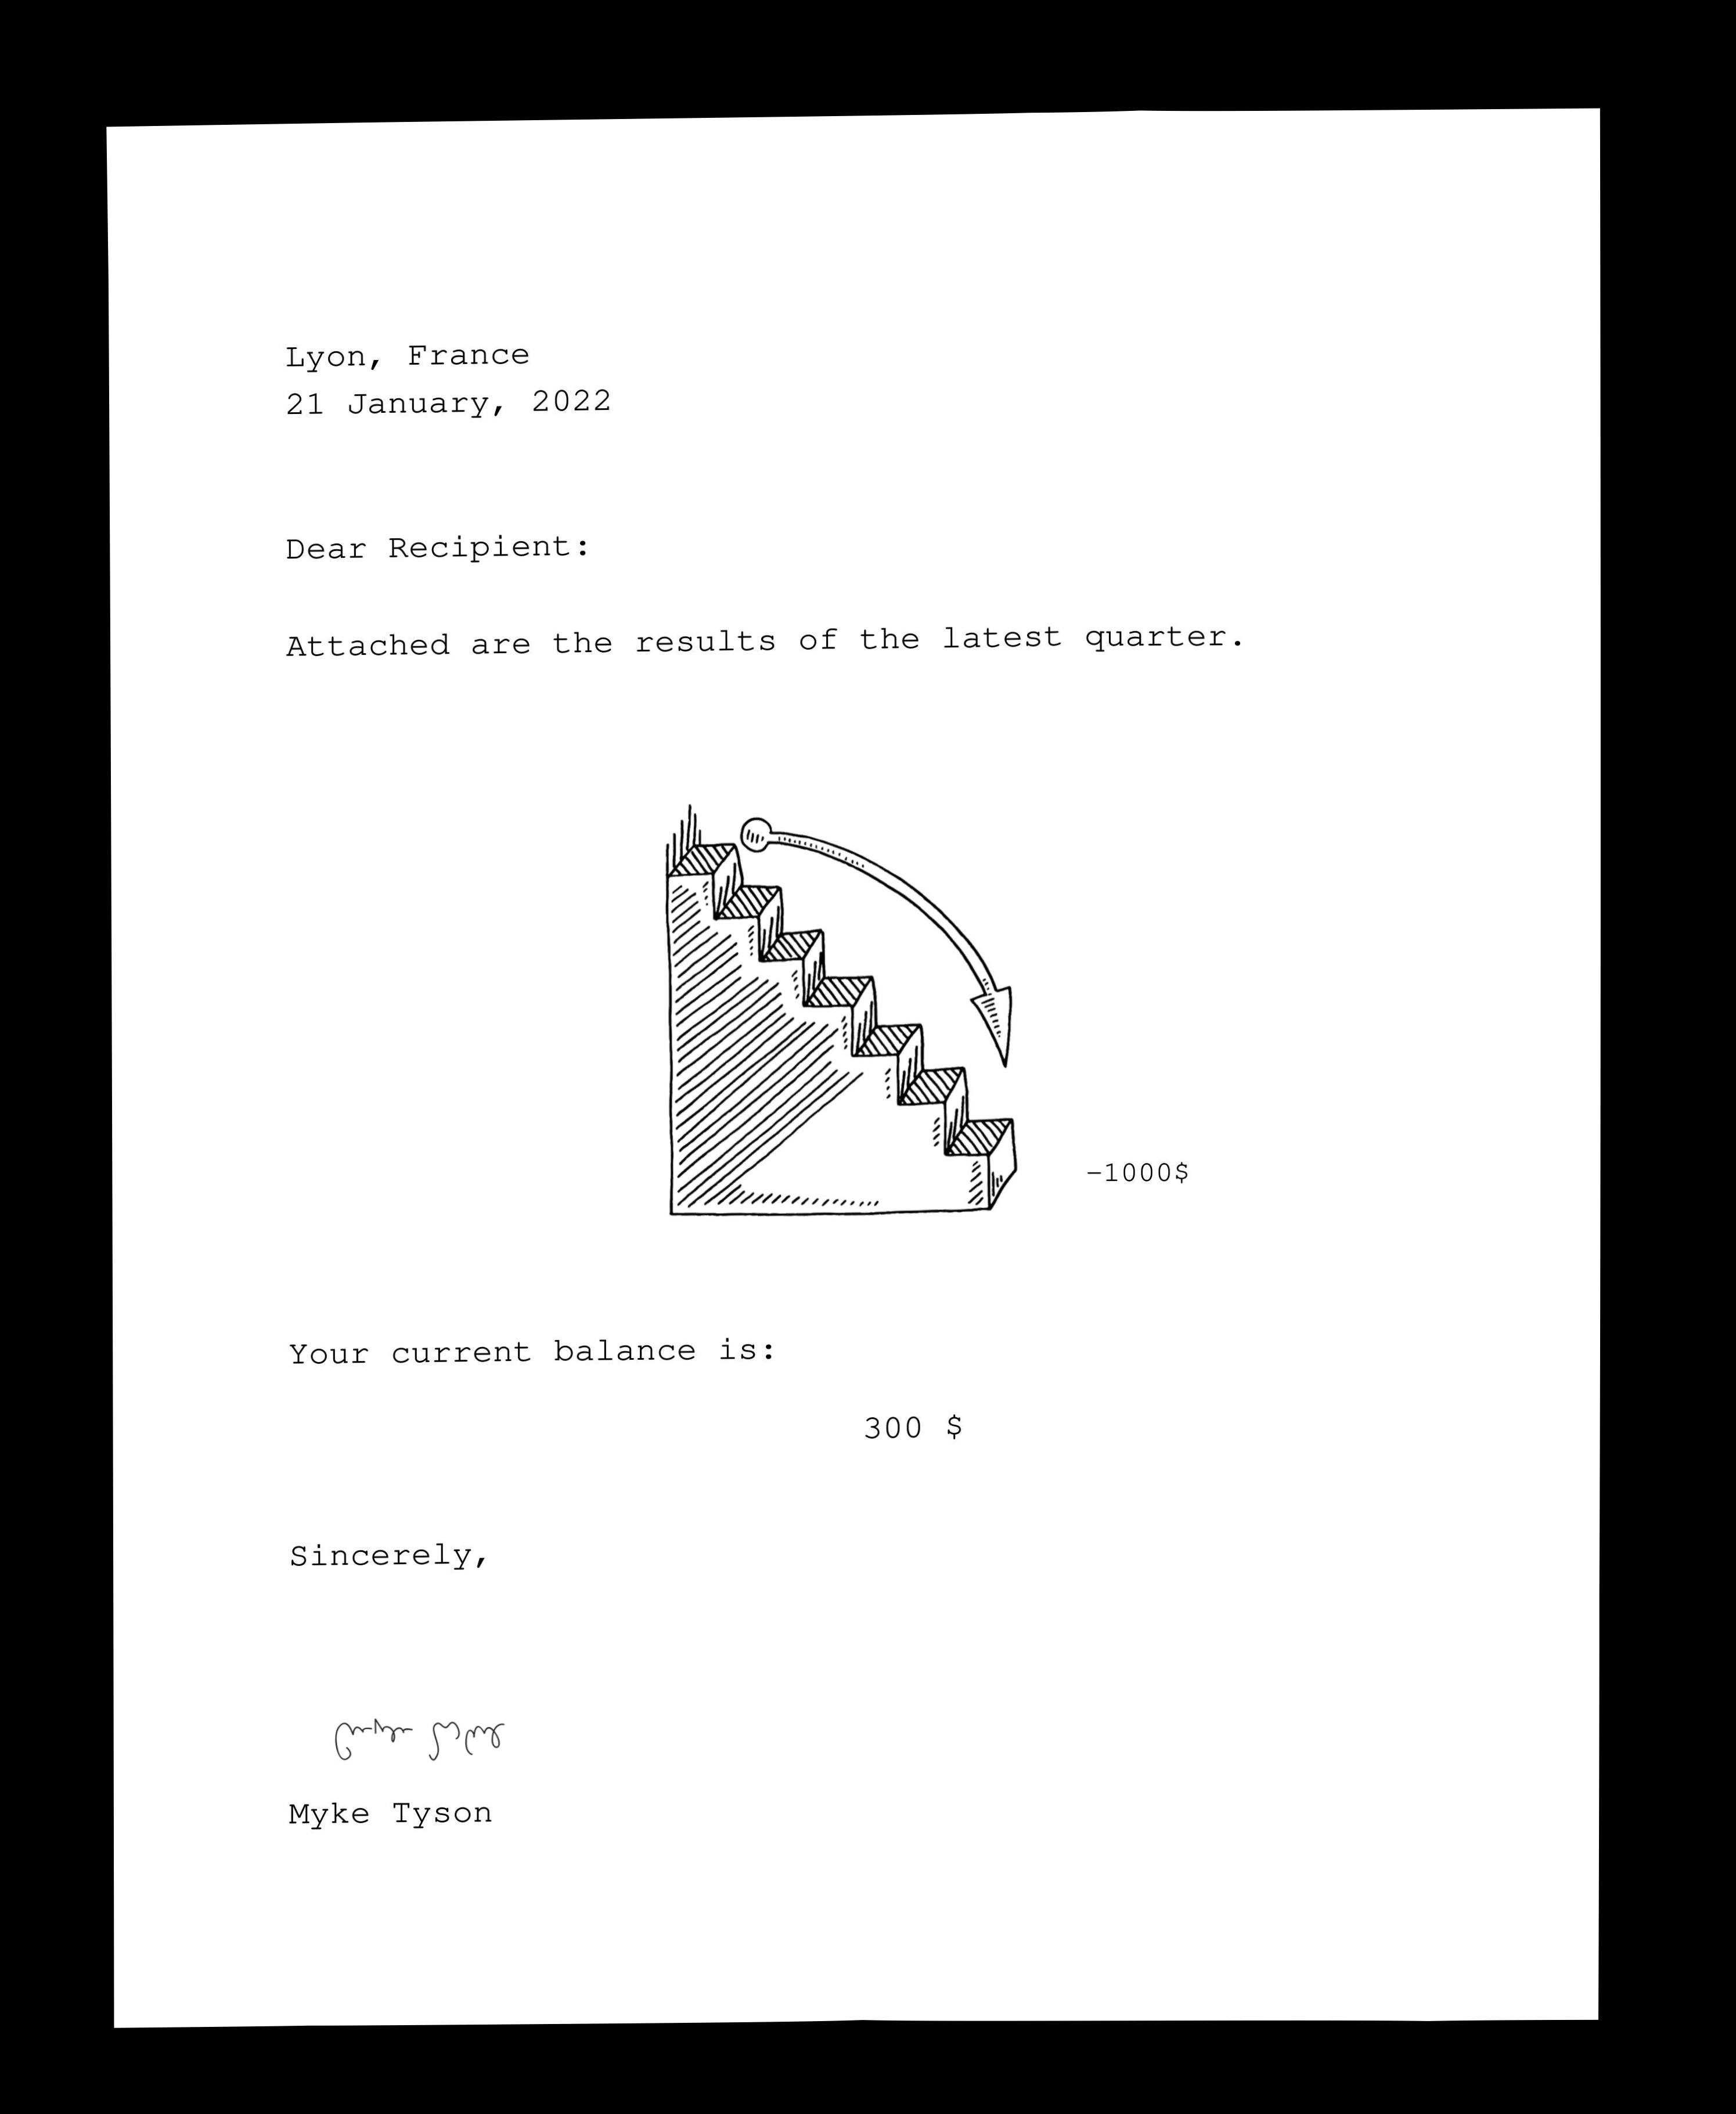 Lyon, France
21 January, 2022
Dear Recipient:
Attached are the results of the latest quarter.
-1000$
Your current balance is:
300 $
Sincerely,
Myke Tyson